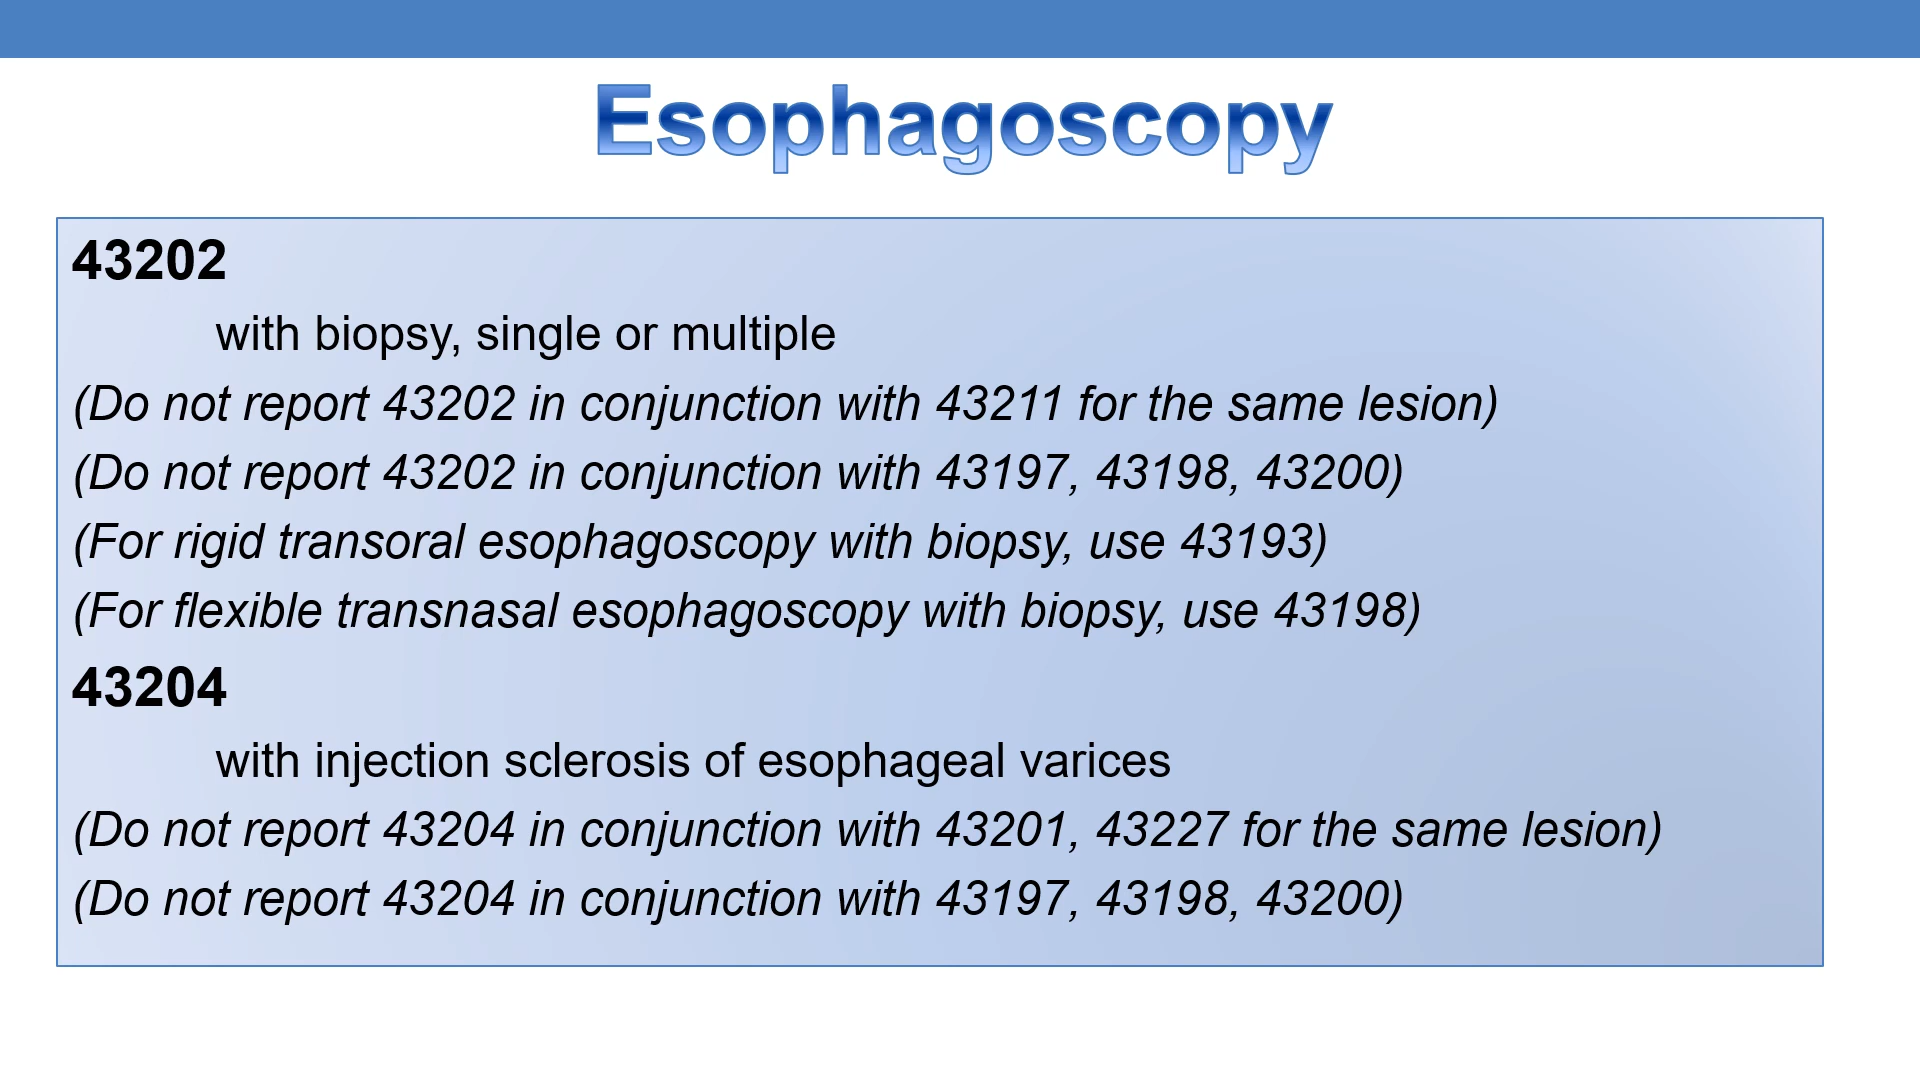 Esophagoscopy
43202
with biopsy, single or multiple
(Do not report 43202 in conjunction with 43211 for the same lesion)
(Do not report 43202 in conjunction with 43197, 43198, 43200)
(For rigid transoral esophagoscopy with biopsy, use 43193)
(For flexible transnasal esophagoscopy with biopsy, use 43198)
43204
with injection sclerosis of esophageal varices
(Do not report 43204 in conjunction with 43201, 43227 for the same lesion)
(Do not report 43204 in conjunction with 43197, 43198, 43200)